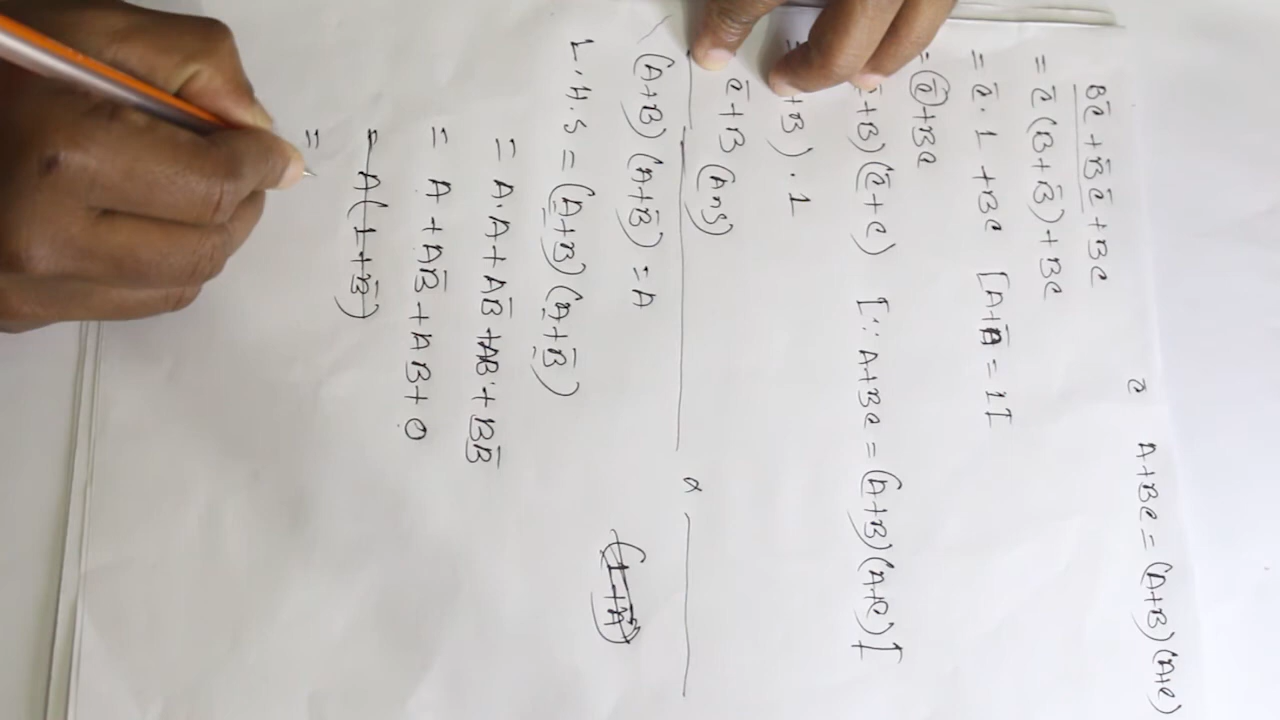 C̄ A+BC = (A+B)(A+C)
BC̄ + B̄C̄ + BC
= C̄(B+B̄)+BC
= C̄ · 1 + BC [A+Ā = 1]
= C̄+BC
+B)(C̄+C) [∵ A+BC = (A+B)(A+C)]
+B) · 1
C̄+B (Ans)
(A+B)(A+B̄) = A
L.H.S = (A+B)(A+B̄)
= A.A + AB̄ + AB + BB̄
= A + AB̄ + AB + 0
= A(1+B̄)
=